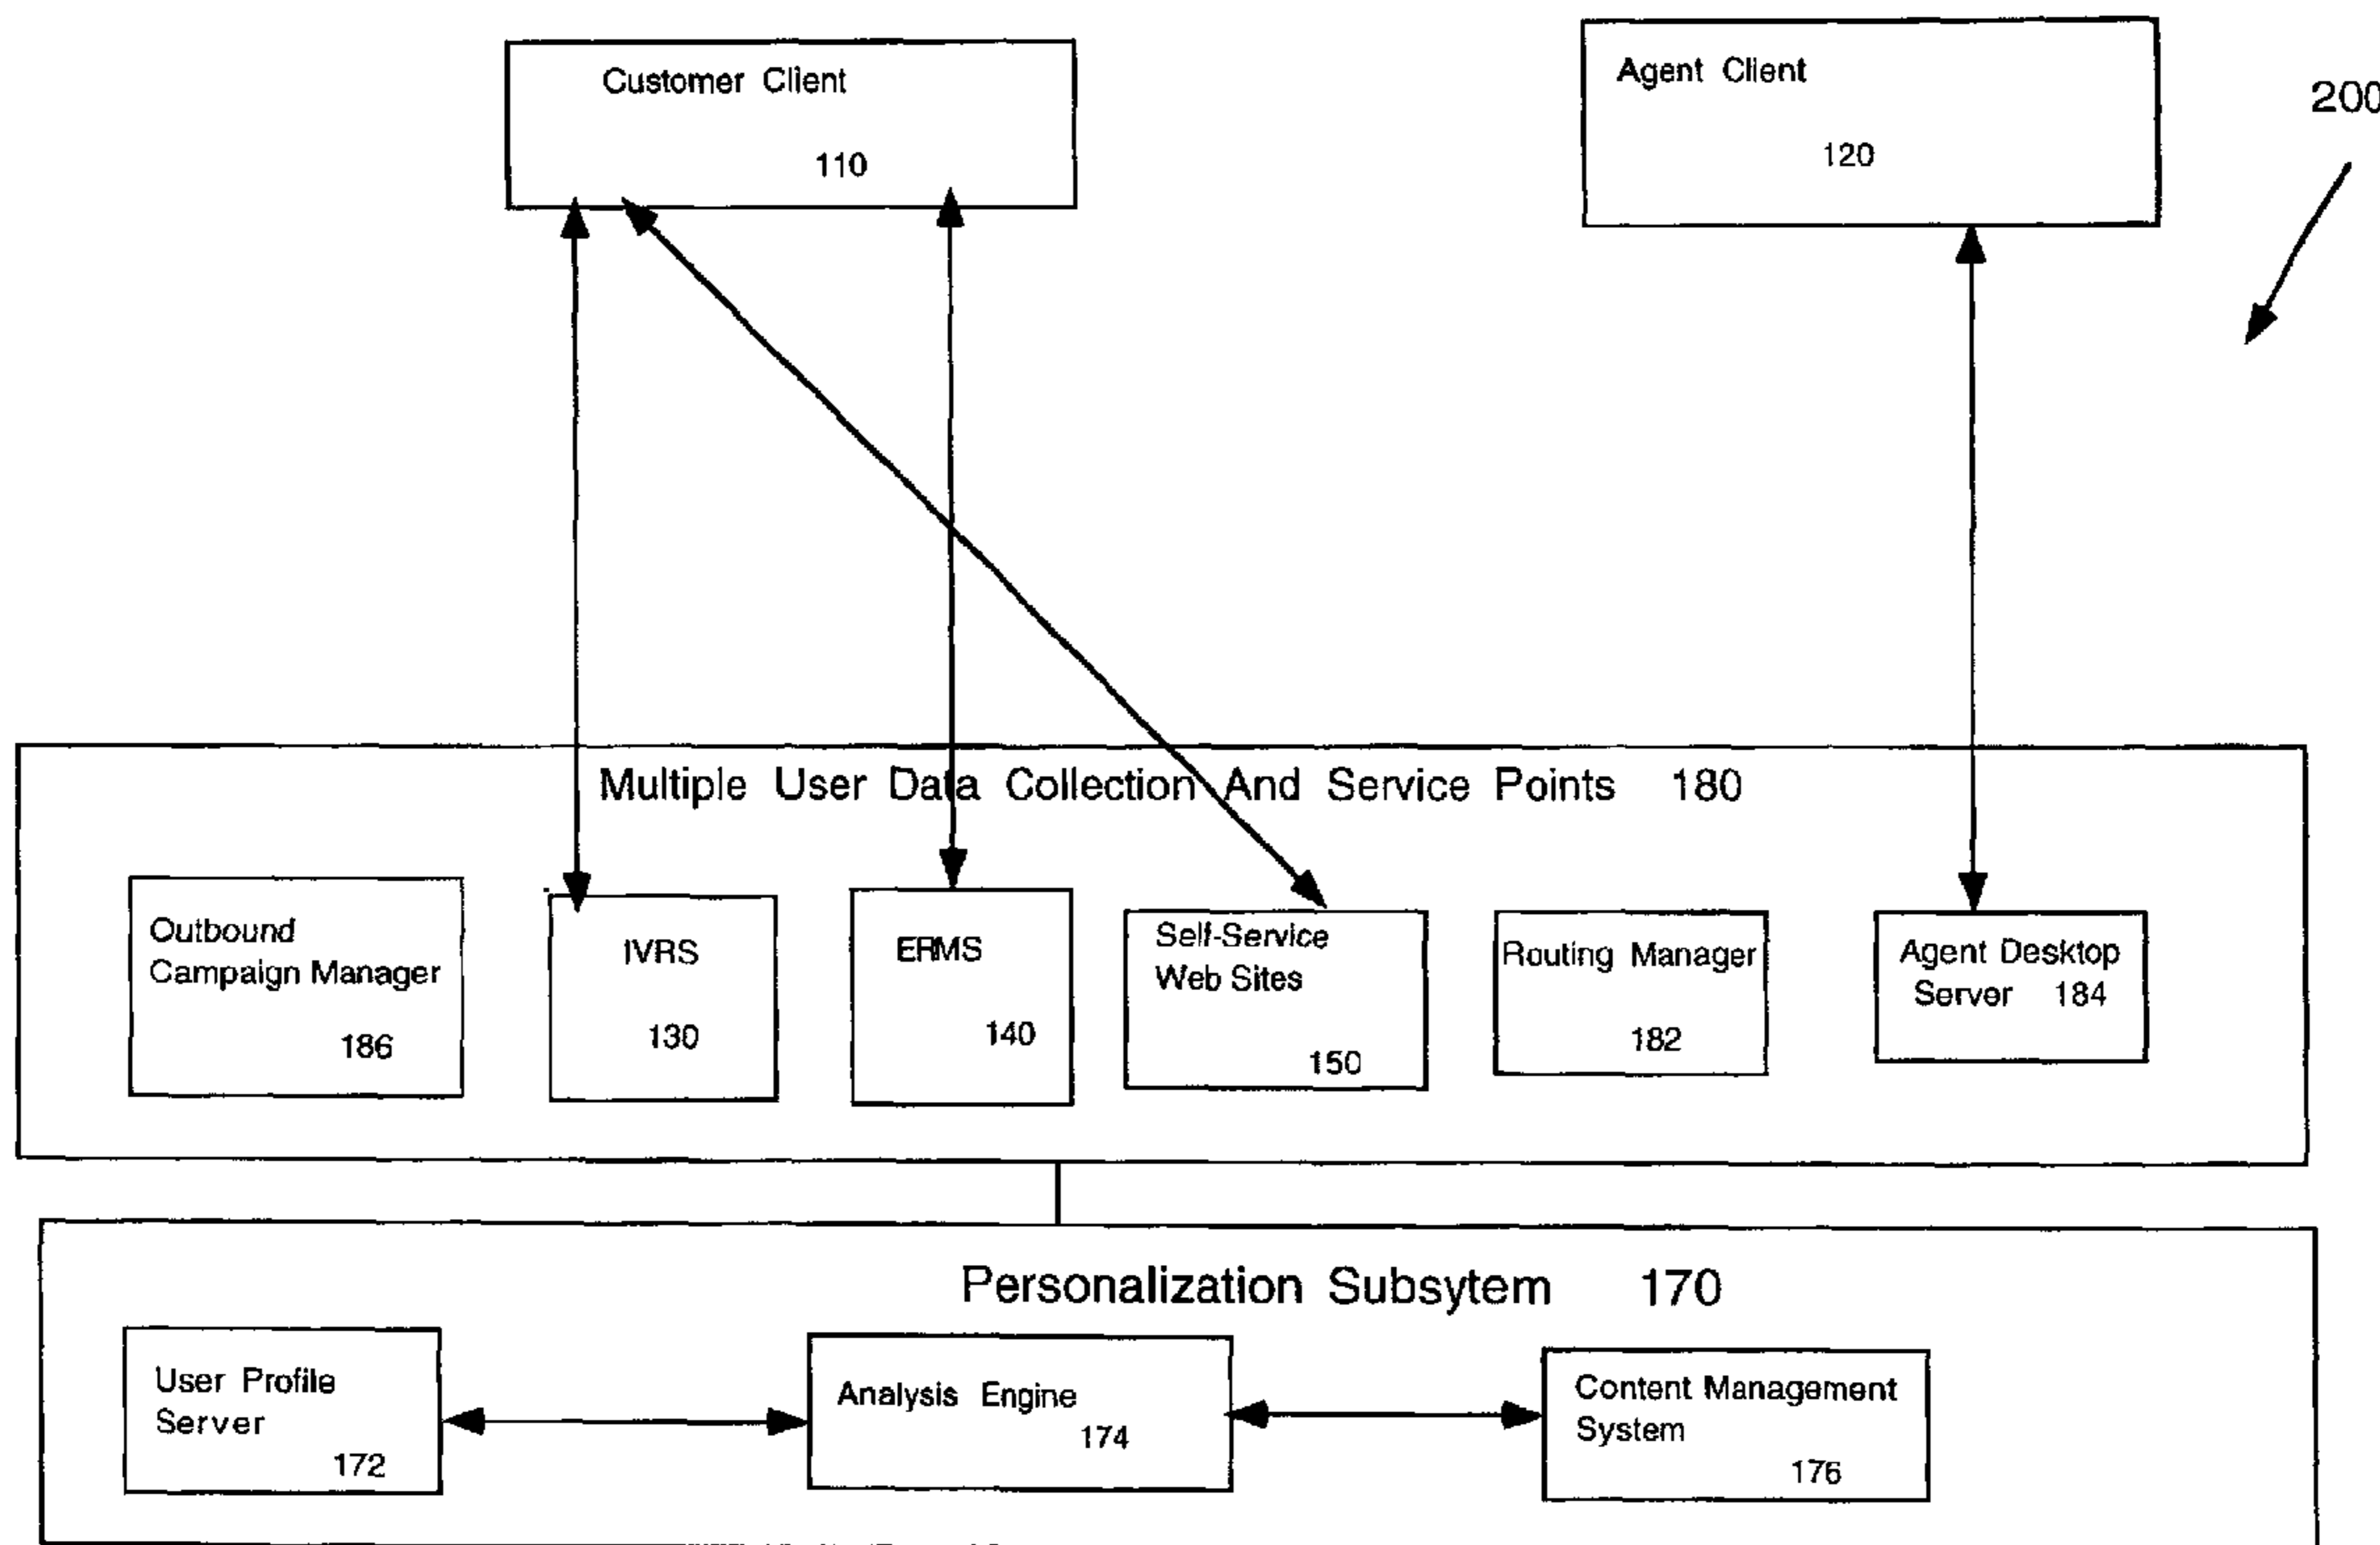 Customer Client
110
Agent Client
120
200
Multiple User Data Collection And Service Points 180
Outbound
Campaign Manager
186
IVRS
130
ERMS
140
Self-Service
Web Sites
150
Routing Manager
182
Agent Desktop
Server 184
Personalization Subsytem 170
User Profile
Server
172
Analysis Engine
174
Content Management
System
176